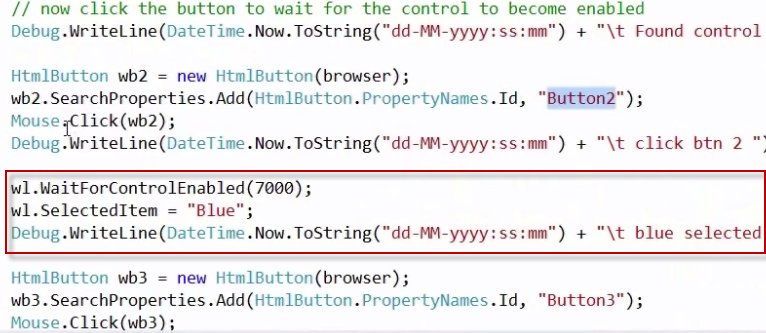 // now click the button to wait for the control to become enabled
Debug.WriteLine(DateTime.Now.ToString("dd-MM-yyyy:ss:mm") + "\t Found control
HtmlButton wb2 = new HtmlButton(browser);
wb2.SearchProperties.Add(HtmlButton.PropertyNames.Id, "Button2");
Mouse.Click(wb2);
Debug.WriteLine(DateTime.Now.ToString("dd-MM-yyyy:ss:mm") + "\t click btn 2 ")
wl.WaitForControlEnabled(7000);
wl.SelectedItem = "Blue";
Debug.WriteLine(DateTime.Now.ToString("dd-MM-yyyy:ss:mm") + "\t blue selected
HtmlButton wb3 = new HtmlButton(browser);
wb3.SearchProperties.Add(HtmlButton.PropertyNames.Id, "Button3");
Mouse.Click(wb3);